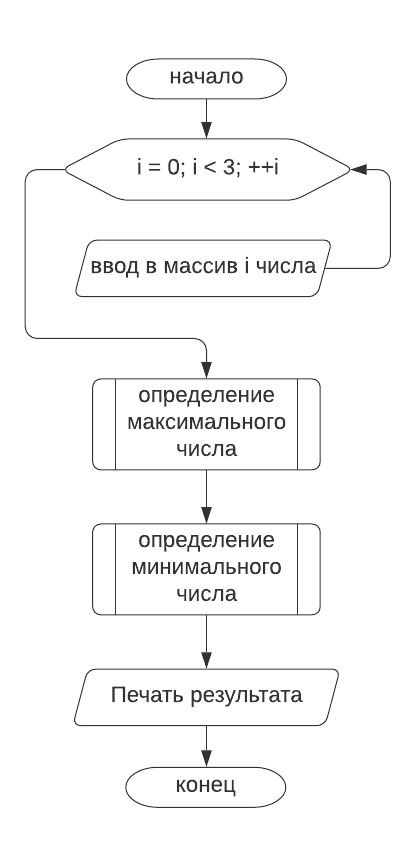 начало
i = 0; i < 3; ++i
ввод в массив i числа
определение
максимального
числа
определение
минимального
числа
Печать результата
конец